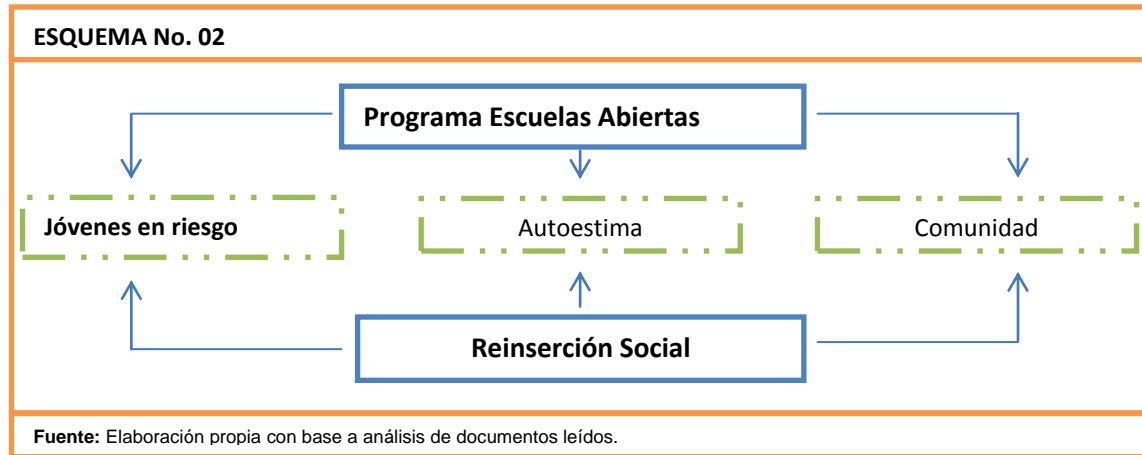 ESQUEMA No. 02
Programa Escuelas Abiertas
Jóvenes en riesgo
Autoestima
Comunidad
Reinserción Social
Fuente: Elaboración propia con base a análisis de documentos leídos.